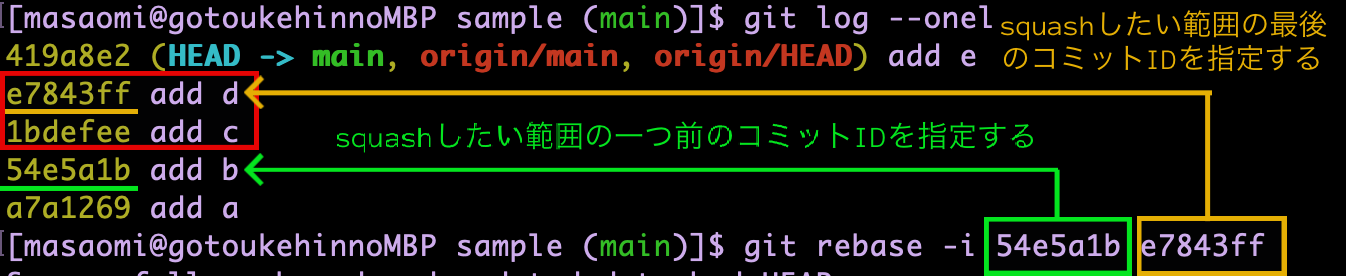 [masaomi@gotoukehinnoMBP sample (main)]$ git log --onel
squashしたい範囲の最後
のコミットIDを指定する
419a8e2 (HEAD -> main, origin/main, origin/HEAD) add e
e7843ff add d
1bdefee add c
squashしたい範囲の一つ前のコミットIDを指定する
54e5a1b add b
a7a1269 add a
[masaomi@gotoukehinnoMBP sample (main)]$ git rebase -i 54e5a1b e7843ff